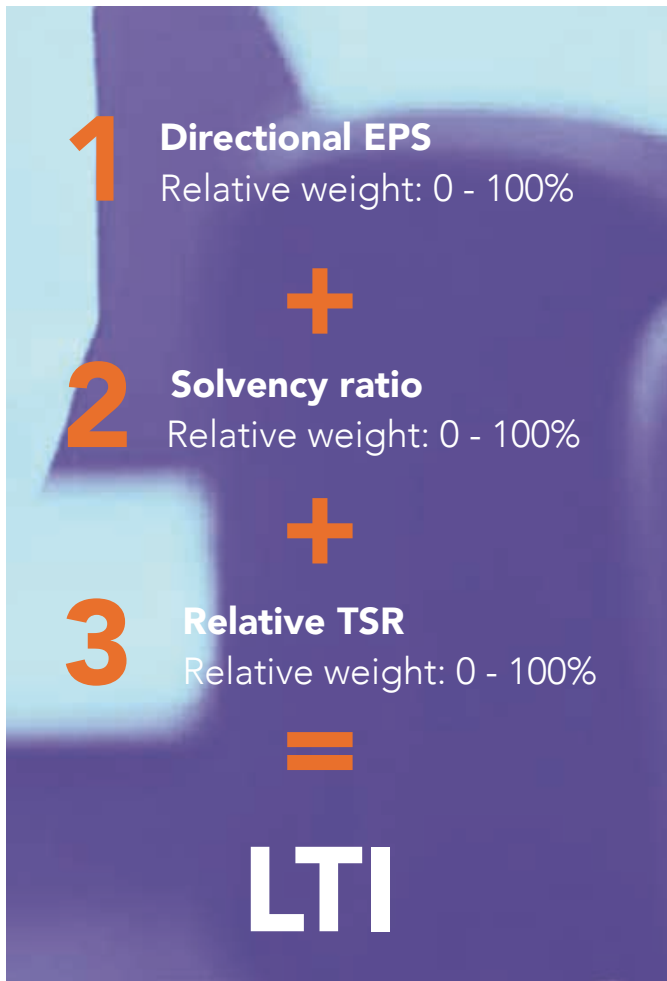 1 Directional EPS
Relative weight: 0 - 100%
+
2 Solvency ratio
Relative weight: 0 - 100%
+
3 Relative TSR
Relative weight: 0 - 100%
=
LTI